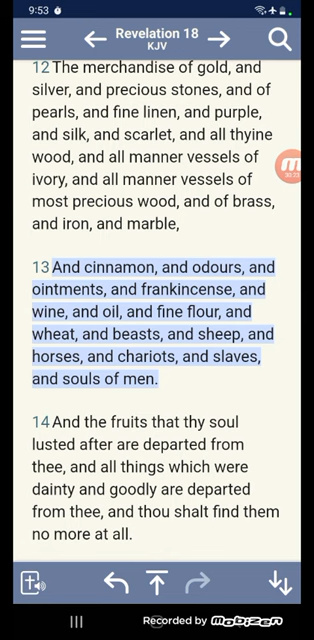 9:53
Revelation 18
KJV
12 The merchandise of gold, and
silver, and precious stones, and of
pearls, and fine linen, and purple,
and silk, and scarlet, and all thyine
wood, and all manner vessels of
ivory, and all manner vessels of
most precious wood, and of brass,
and iron, and marble,
13 And cinnamon, and odours, and
ointments, and frankincense, and
wine, and oil, and fine flour, and
wheat, and beasts, and sheep, and
horses, and chariots, and slaves,
and souls of men.
14 And the fruits that thy soul
lusted after are departed from
thee, and all things which were
dainty and goodly are departed
from thee, and thou shalt find them
no more at all.
Recorded by mobizen